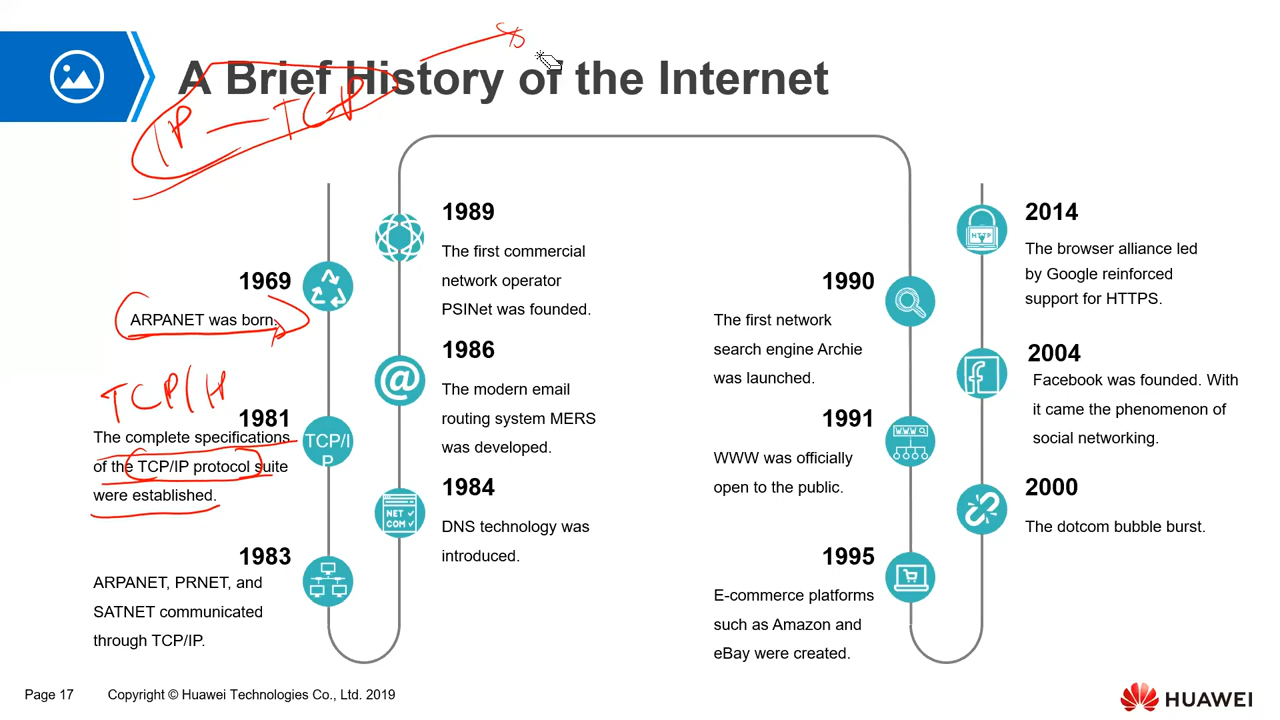 A Brief History of the Internet
IP — TCP
1969
ARPANET was born.
TCP/IP
1981
The complete specifications
of the TCP/IP protocol suite
were established.
TCP/I
P
1983
ARPANET, PRNET, and
SATNET communicated
through TCP/IP.
1984
DNS technology was
introduced.
NET
COM
1986
The modern email
routing system MERS
was developed.
@
1989
The first commercial
network operator
PSINet was founded.
1990
The first network
search engine Archie
was launched.
1991
WWW was officially
open to the public.
WWW
1995
E-commerce platforms
such as Amazon and
eBay were created.
2000
The dotcom bubble burst.
2004
Facebook was founded. With
it came the phenomenon of
social networking.
f
2014
The browser alliance led
by Google reinforced
support for HTTPS.
HTTP
Page 17
Copyright © Huawei Technologies Co., Ltd. 2019
HUAWEI